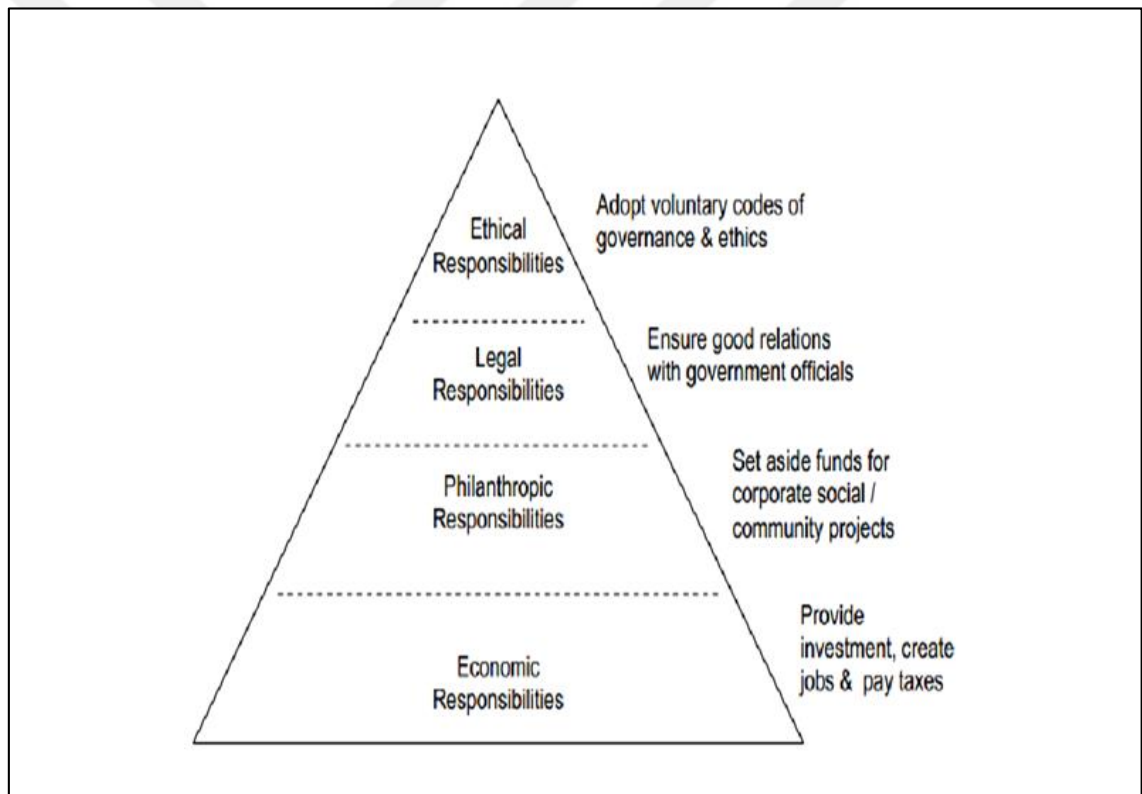 Ethical
Responsibilities
Adopt voluntary codes of
governance & ethics
Legal
Responsibilities
Ensure good relations
with government officials
Philanthropic
Responsibilities
Set aside funds for
corporate social /
community projects
Economic
Responsibilities
Provide
investment, create
jobs & pay taxes